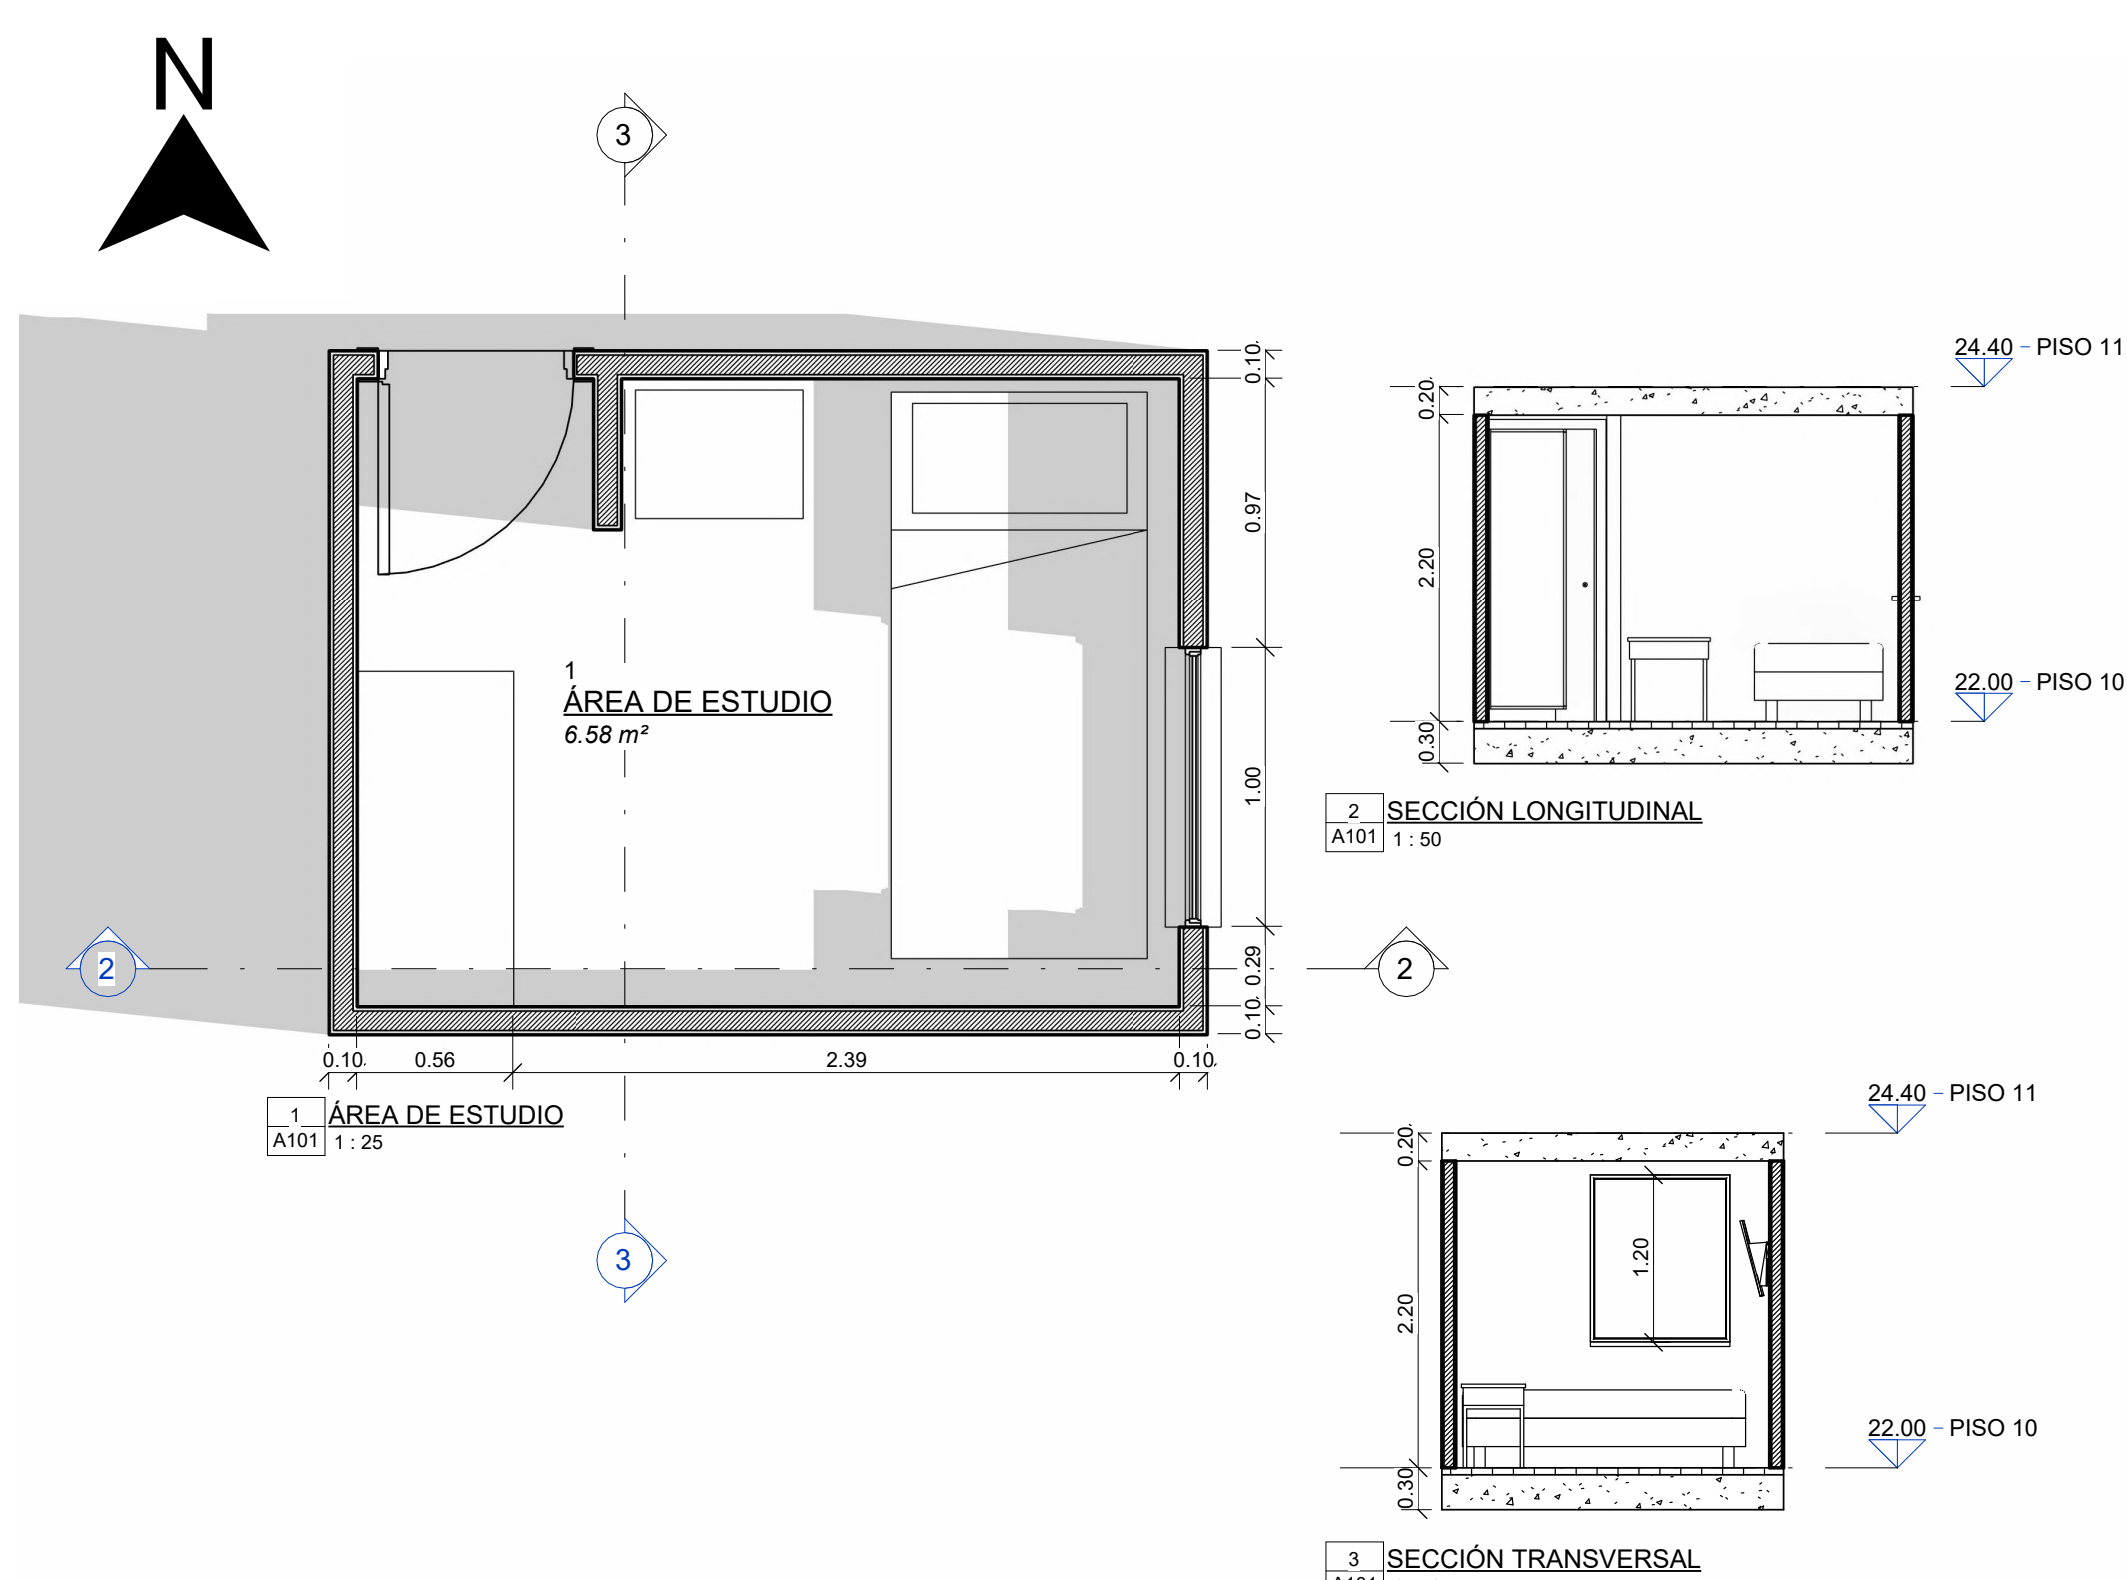 N
3
1
ÁREA DE ESTUDIO
6.58 m²
0.10
0.97
1.00
0.29
0.10
2
2
0.10
0.56
2.39
0.10
1
A101
ÁREA DE ESTUDIO
1 : 25
3
24.40 – PISO 11
0.20
2.20
22.00 – PISO 10
0.30
2
A101
SECCIÓN LONGITUDINAL
1 : 50
24.40 – PISO 11
0.20
1.20
2.20
22.00 – PISO 10
0.30
3
SECCIÓN TRANSVERSAL